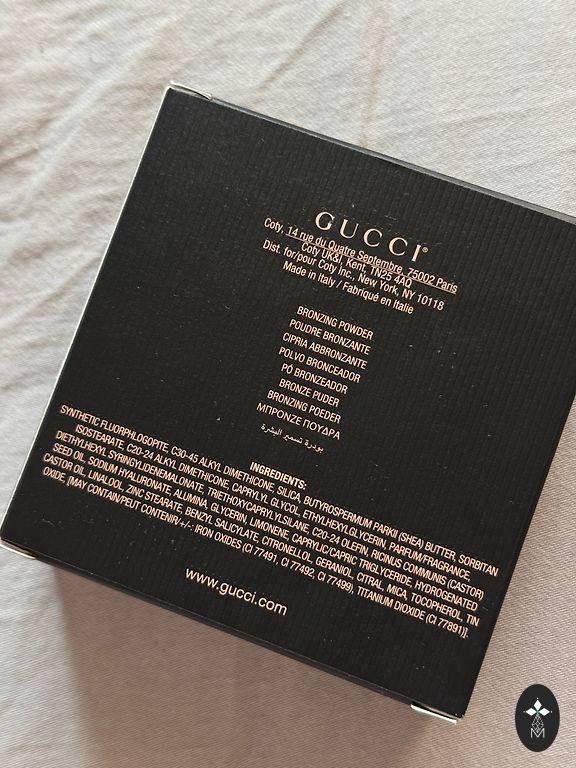 GUCCI®
Coty, 14 rue du Quatre Septembre, 75002 Paris
Coty UK&I, Kent, TN25 4AQ
Dist. for/pour Coty Inc., New York, NY 10118
Made in Italy / Fabriqué en Italie
BRONZING POWDER
POUDRE BRONZANTE
CIPRIA ABBRONZANTE
POLVO BRONCEADOR
PÓ BRONZEADOR
BRONZE PUDER
BRONZING POEDER
ΜΠΡΟΝΖΕ ΠΟΥΔΡΑ
بودرة تسمير البشرة
INGREDIENTS:
SYNTHETIC FLUORPHLOGOPITE, C30-45 ALKYL DIMETHICONE, SILICA, BUTYROSPERMUM PARKII (SHEA) BUTTER, SORBITAN
ISOSTEARATE, C20-24 ALKYL DIMETHICONE, CAPRYLYL GLYCOL, ETHYLHEXYLGLYCERIN, PARFUM/FRAGRANCE,
DIETHYLHEXYL SYRINGYLIDENEMALONATE, TRIETHOXYCAPRYLYLSILANE, C20-24 OLEFIN, RICINUS COMMUNIS (CASTOR)
SEED OIL, SODIUM HYALURONATE, ALUMINA, GLYCERIN, LIMONENE, CAPRYLIC/CAPRIC TRIGLYCERIDE, HYDROGENATED
CASTOR OIL, LINALOOL, ZINC STEARATE, BENZYL SALICYLATE, CITRONELLOL, GERANIOL, CITRAL, MICA, TOCOPHEROL, TIN
OXIDE, [MAY CONTAIN/PEUT CONTENIR/+/-: IRON OXIDES (CI 77491, CI 77492, CI 77499), TITANIUM DIOXIDE (CI 77891)].
www.gucci.com
M